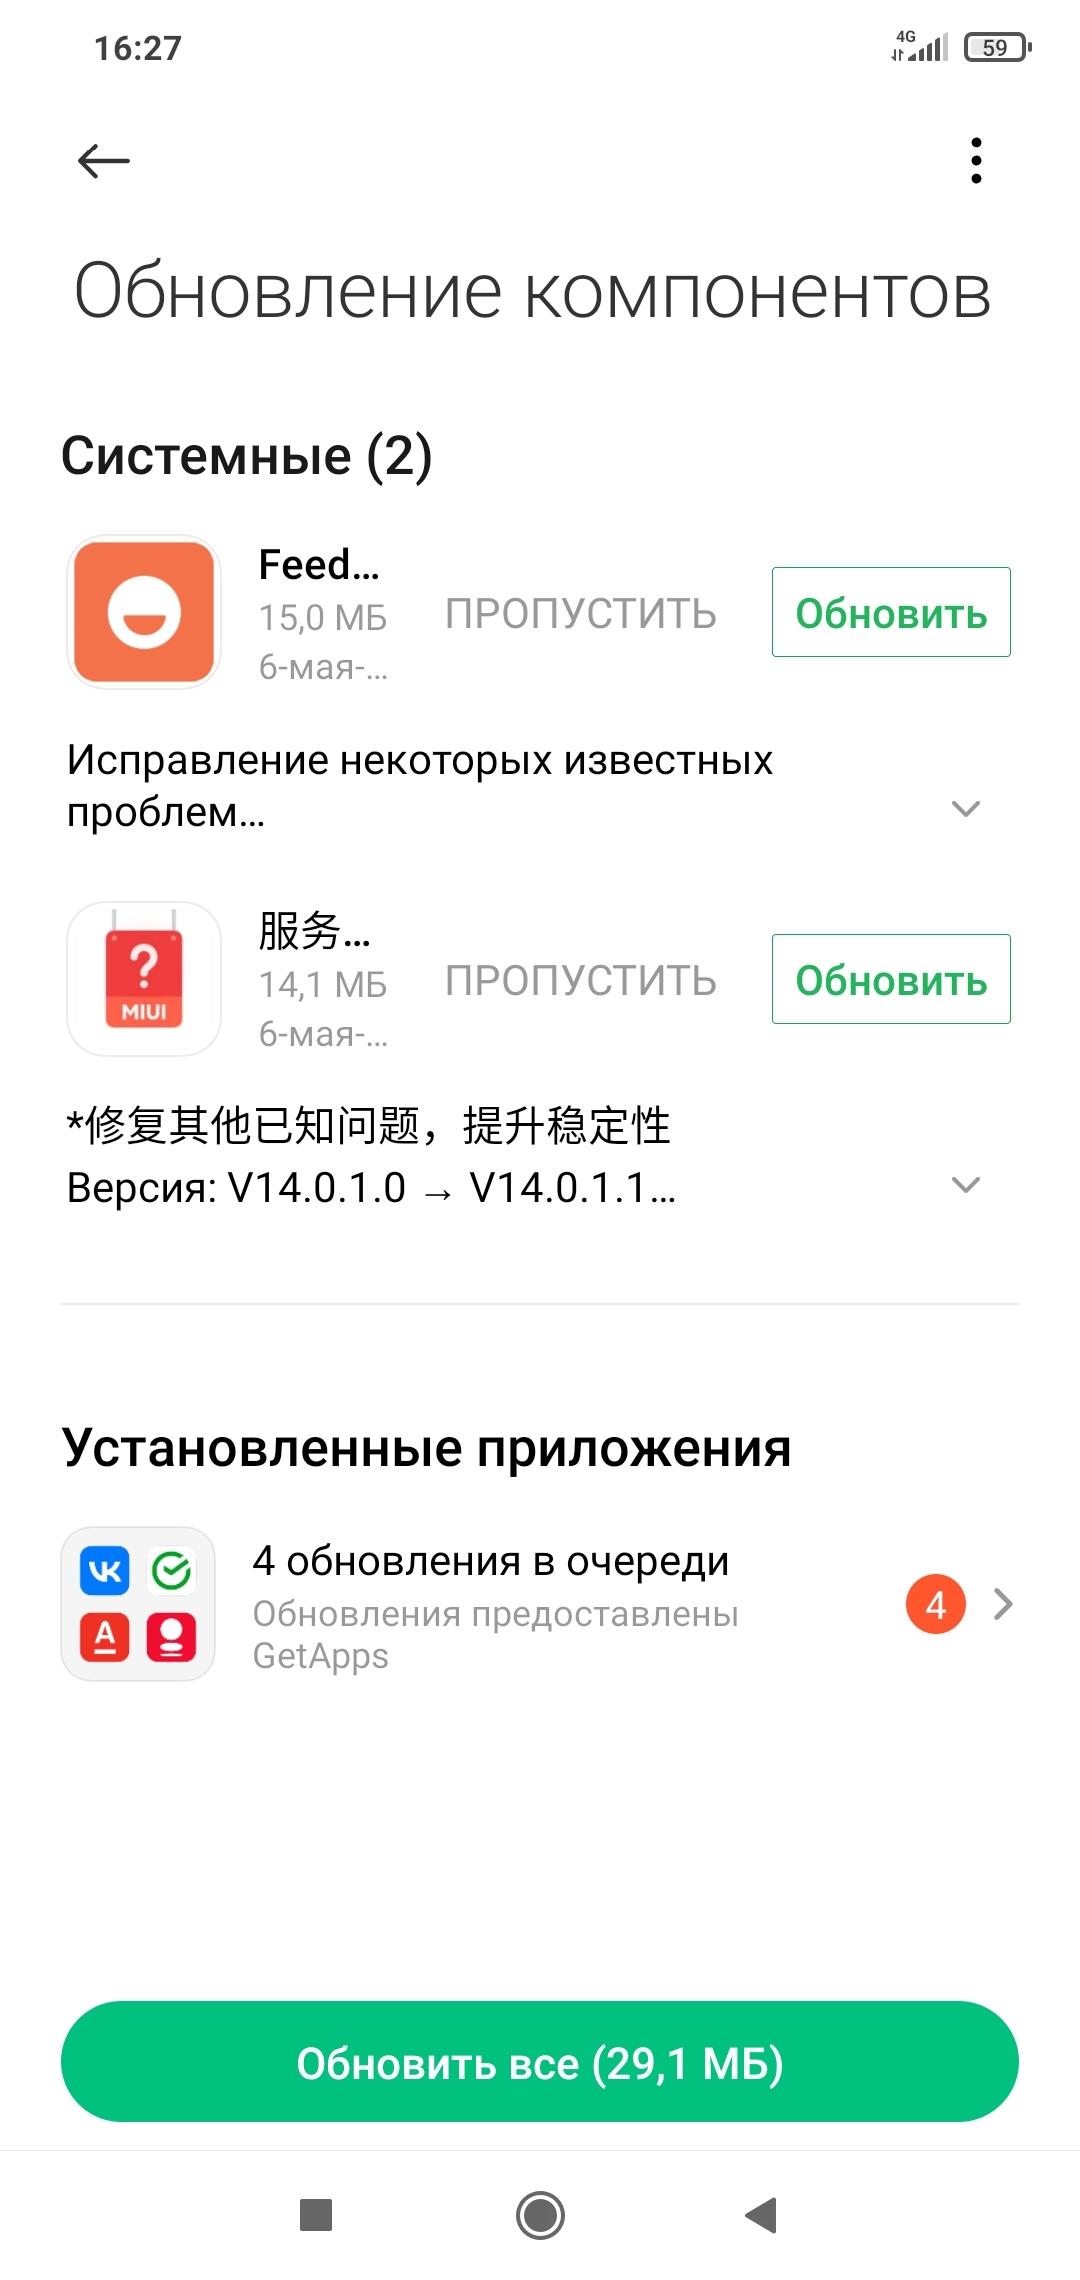 16:27
4G
59
Обновление компонентов
Системные (2)
Feed...
15,0 МБ
6-мая-...
ПРОПУСТИТЬ
Обновить
Исправление некоторых известных
проблем...
?
MIUI
服务...
14,1 МБ
6-мая-...
ПРОПУСТИТЬ
Обновить
*修复其他已知问题，提升稳定性
Версия: V14.0.1.0 → V14.0.1.1...
Установленные приложения
VK
А
4 обновления в очереди
Обновления предоставлены
GetApps
4
Обновить все (29,1 МБ)